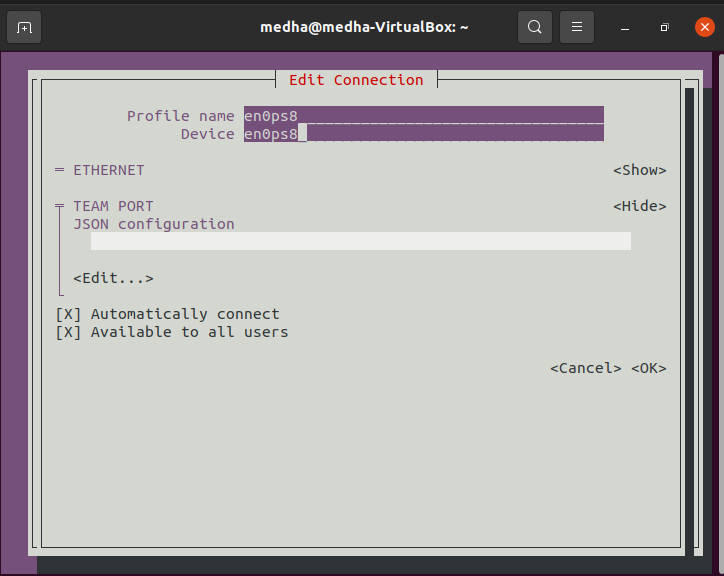 medha@medha-VirtualBox: ~
Edit Connection
Profile name en0ps8
Device en0ps8
ETHERNET <Show>
TEAM PORT <Hide>
JSON configuration
<Edit...>
[X] Automatically connect
[X] Available to all users
<Cancel> <OK>